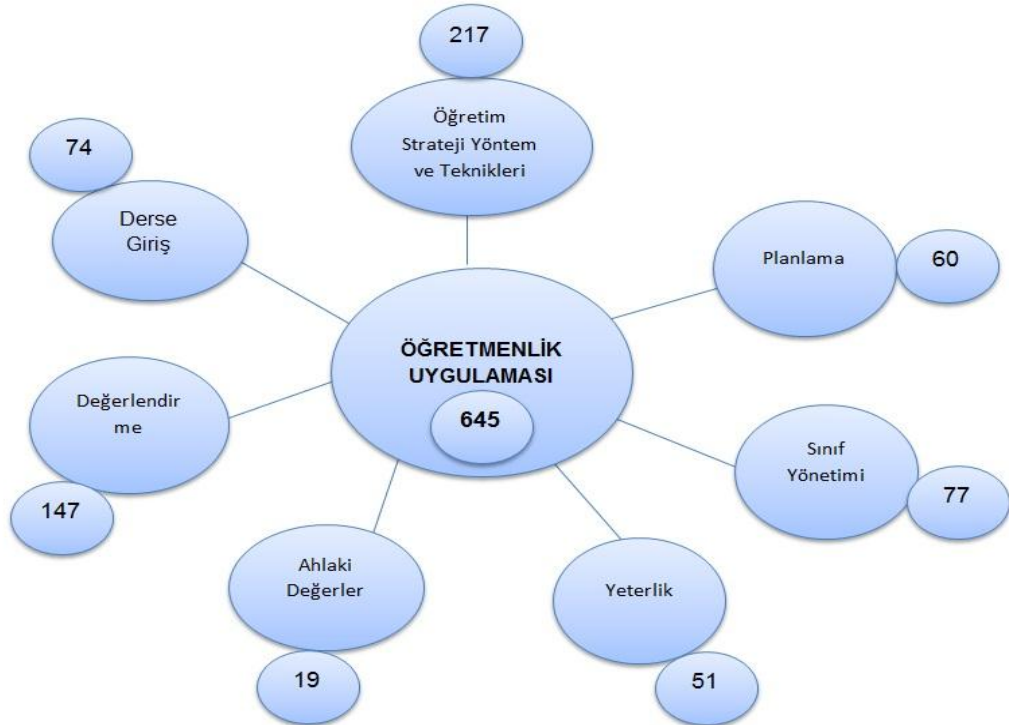 217
Öğretim
Strateji Yöntem
ve Teknikleri
74
Derse
Giriş
Planlama
60
ÖĞRETMENLİK
UYGULAMASI
645
Değerlendir
me
147
Sınıf
Yönetimi
77
Ahlaki
Değerler
19
Yeterlik
51